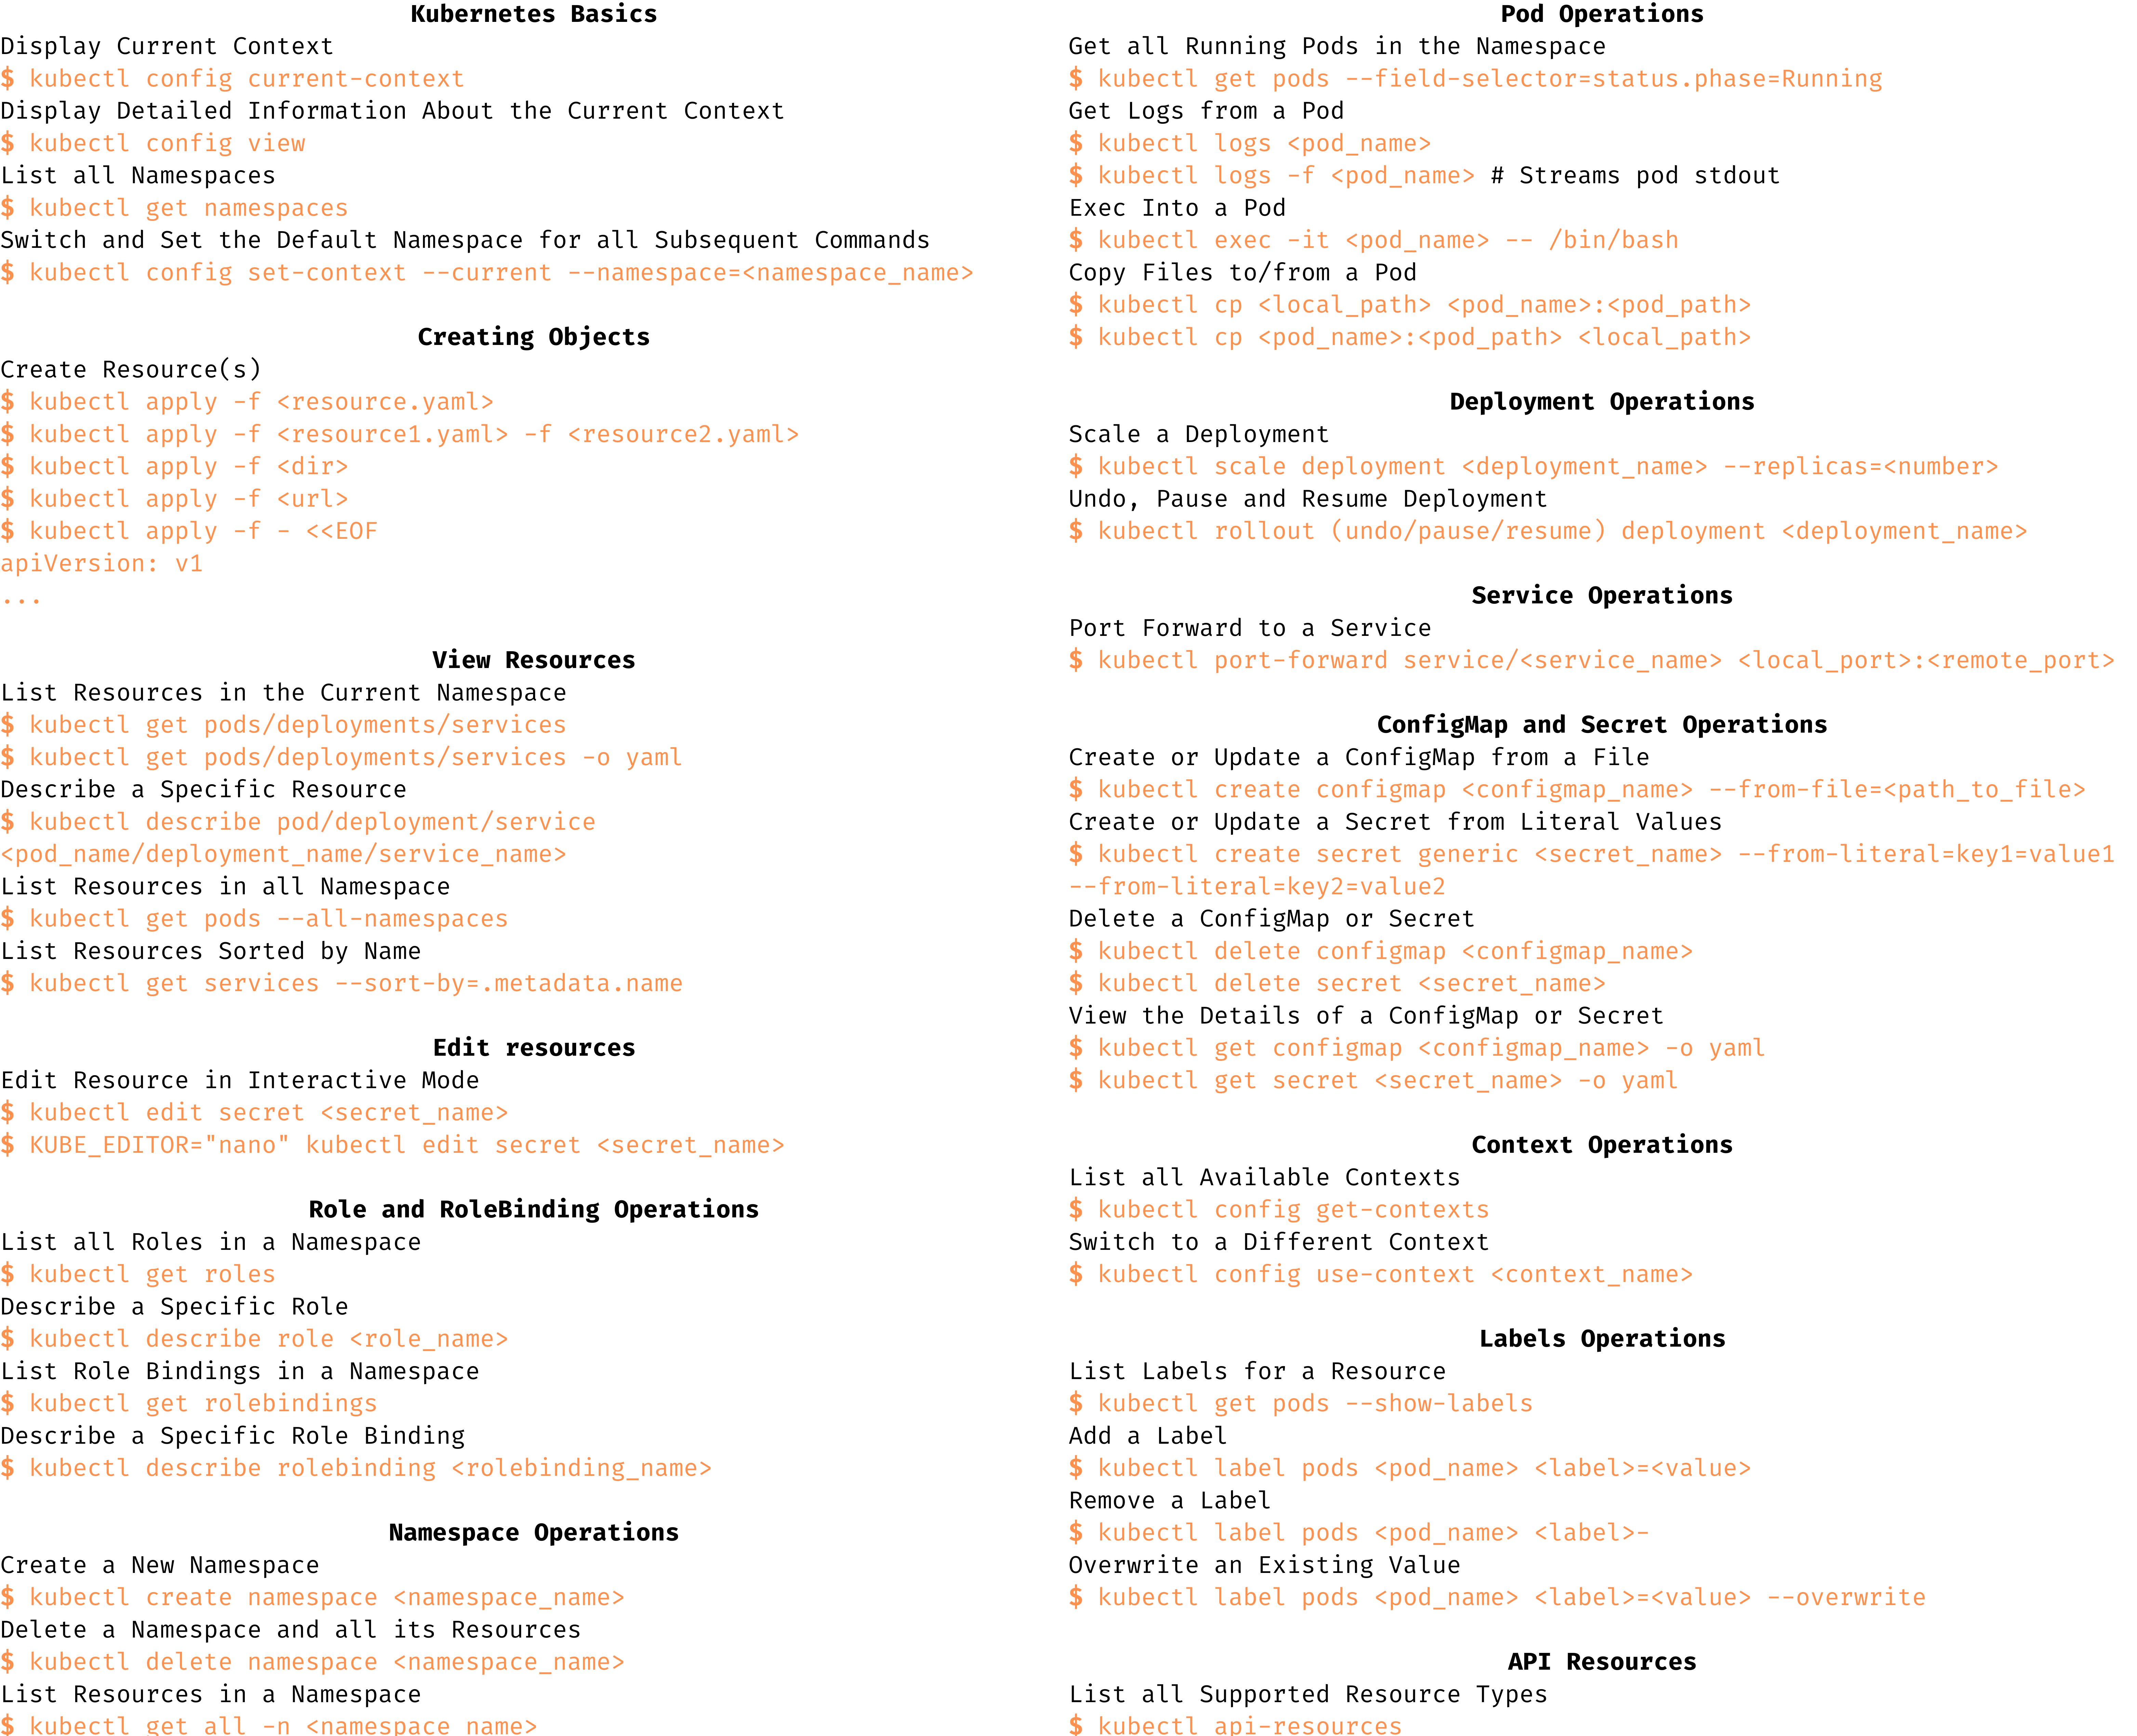 Kubernetes Basics
Display Current Context
$ kubectl config current-context
Display Detailed Information About the Current Context
$ kubectl config view
List all Namespaces
$ kubectl get namespaces
Switch and Set the Default Namespace for all Subsequent Commands
$ kubectl config set-context --current --namespace=<namespace_name>
Creating Objects
Create Resource(s)
$ kubectl apply -f <resource.yaml>
$ kubectl apply -f <resource1.yaml> -f <resource2.yaml>
$ kubectl apply -f <dir>
$ kubectl apply -f <url>
$ kubectl apply -f - <<EOF
apiVersion: v1
...
View Resources
List Resources in the Current Namespace
$ kubectl get pods/deployments/services
$ kubectl get pods/deployments/services -o yaml
Describe a Specific Resource
$ kubectl describe pod/deployment/service
<pod_name/deployment_name/service_name>
List Resources in all Namespace
$ kubectl get pods --all-namespaces
List Resources Sorted by Name
$ kubectl get services --sort-by=.metadata.name
Edit resources
Edit Resource in Interactive Mode
$ kubectl edit secret <secret_name>
$ KUBE_EDITOR="nano" kubectl edit secret <secret_name>
Role and RoleBinding Operations
List all Roles in a Namespace
$ kubectl get roles
Describe a Specific Role
$ kubectl describe role <role_name>
List Role Bindings in a Namespace
$ kubectl get rolebindings
Describe a Specific Role Binding
$ kubectl describe rolebinding <rolebinding_name>
Namespace Operations
Create a New Namespace
$ kubectl create namespace <namespace_name>
Delete a Namespace and all its Resources
$ kubectl delete namespace <namespace_name>
List Resources in a Namespace
$ kubectl get all -n <namespace_name>
Pod Operations
Get all Running Pods in the Namespace
$ kubectl get pods --field-selector=status.phase=Running
Get Logs from a Pod
$ kubectl logs <pod_name>
$ kubectl logs -f <pod_name> # Streams pod stdout
Exec Into a Pod
$ kubectl exec -it <pod_name> -- /bin/bash
Copy Files to/from a Pod
$ kubectl cp <local_path> <pod_name>:<pod_path>
$ kubectl cp <pod_name>:<pod_path> <local_path>
Deployment Operations
Scale a Deployment
$ kubectl scale deployment <deployment_name> --replicas=<number>
Undo, Pause and Resume Deployment
$ kubectl rollout (undo/pause/resume) deployment <deployment_name>
Service Operations
Port Forward to a Service
$ kubectl port-forward service/<service_name> <local_port>:<remote_port>
ConfigMap and Secret Operations
Create or Update a ConfigMap from a File
$ kubectl create configmap <configmap_name> --from-file=<path_to_file>
Create or Update a Secret from Literal Values
$ kubectl create secret generic <secret_name> --from-literal=key1=value1
--from-literal=key2=value2
Delete a ConfigMap or Secret
$ kubectl delete configmap <configmap_name>
$ kubectl delete secret <secret_name>
View the Details of a ConfigMap or Secret
$ kubectl get configmap <configmap_name> -o yaml
$ kubectl get secret <secret_name> -o yaml
Context Operations
List all Available Contexts
$ kubectl config get-contexts
Switch to a Different Context
$ kubectl config use-context <context_name>
Labels Operations
List Labels for a Resource
$ kubectl get pods --show-labels
Add a Label
$ kubectl label pods <pod_name> <label>=<value>
Remove a Label
$ kubectl label pods <pod_name> <label>-
Overwrite an Existing Value
$ kubectl label pods <pod_name> <label>=<value> --overwrite
API Resources
List all Supported Resource Types
$ kubectl api-resources